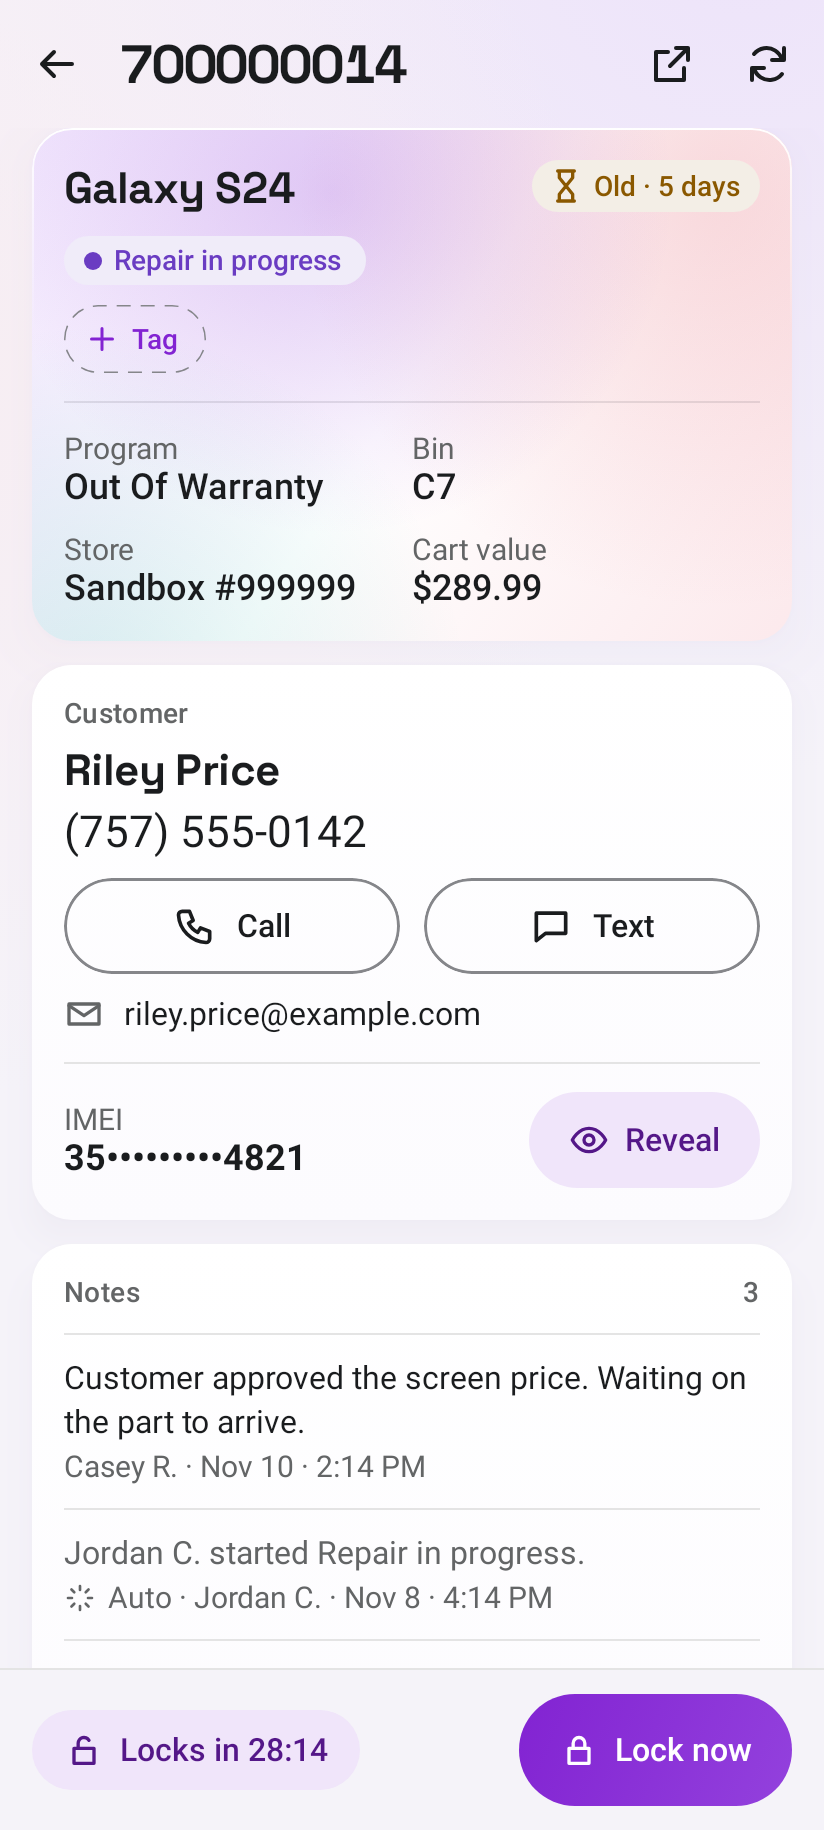 700000014
Galaxy S24
Old · 5 days
Repair in progress
Tag
Program
Out Of Warranty
Bin
C7
Store
Sandbox #999999
Cart value
$289.99
Customer
Riley Price
(757) 555-0142
Call
Text
riley.price@example.com
IMEI
35•••••••••4821
Reveal
Notes
3
Customer approved the screen price. Waiting on
the part to arrive.
Casey R. · Nov 10 · 2:14 PM
Jordan C. started Repair in progress.
Auto · Jordan C. · Nov 8 · 4:14 PM
Locks in 28:14
Lock now